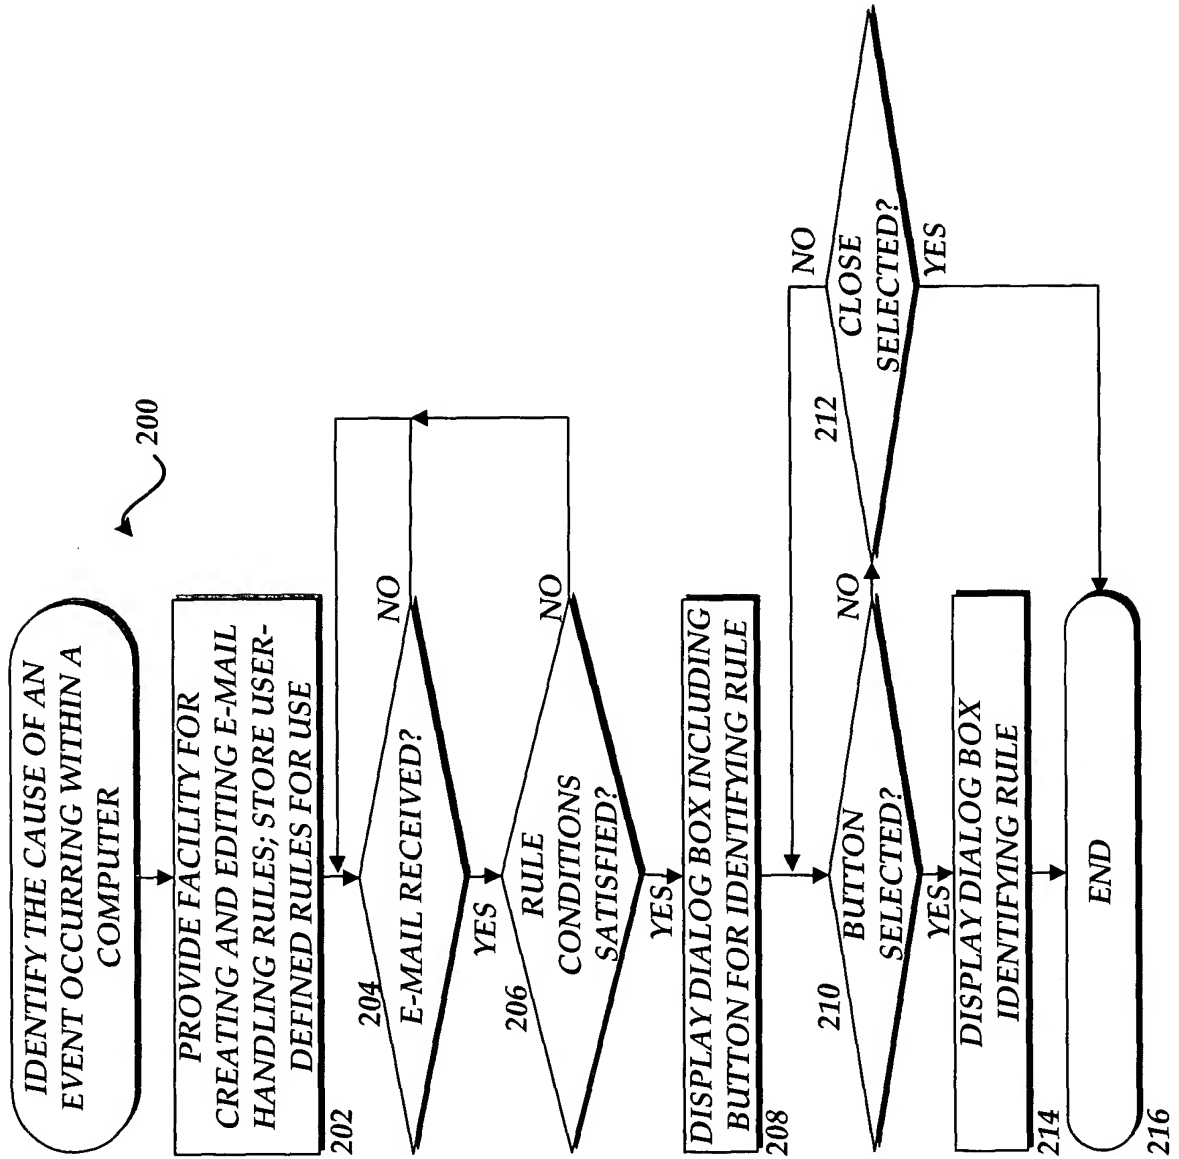 200
IDENTIFY THE CAUSE OF AN
EVENT OCCURRING WITHIN A
COMPUTER
PROVIDE FACILITY FOR
CREATING AND EDITING E-MAIL
HANDLING RULES; STORE USER-
DEFINED RULES FOR USE
202
204
E-MAIL RECEIVED?
NO
YES
206
RULE
CONDITIONS
SATISFIED?
NO
YES
DISPLAY DIALOG BOX INCLUDING
BUTTON FOR IDENTIFYING RULE
208
210
BUTTON
SELECTED?
NO
YES
212
CLOSE
SELECTED?
NO
YES
DISPLAY DIALOG BOX
IDENTIFYING RULE
214
END
216